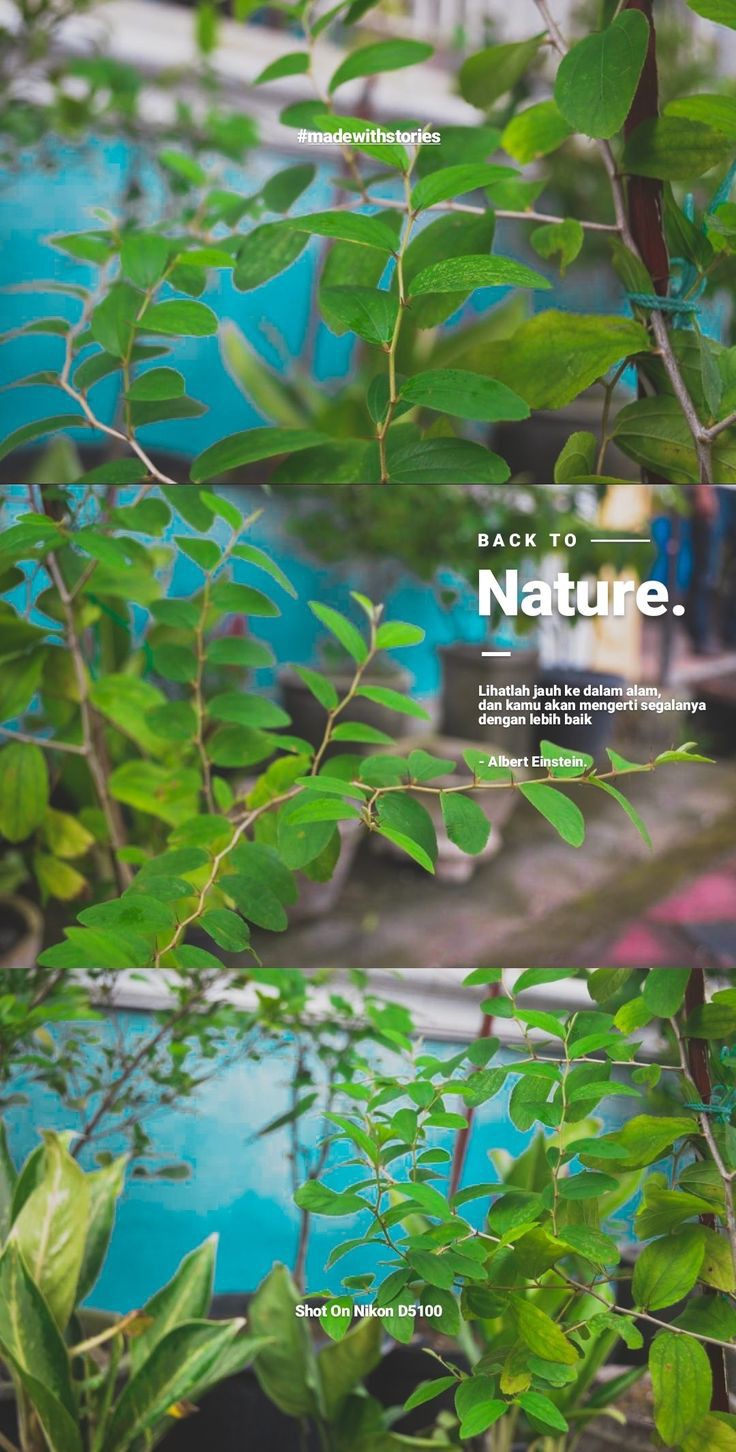 #madewithstories
BACK TO
Nature.
Lihatlah jauh ke dalam alam,
dan kamu akan mengerti segalanya
dengan lebih baik
- Albert Einstein.
Shot On Nikon D5100